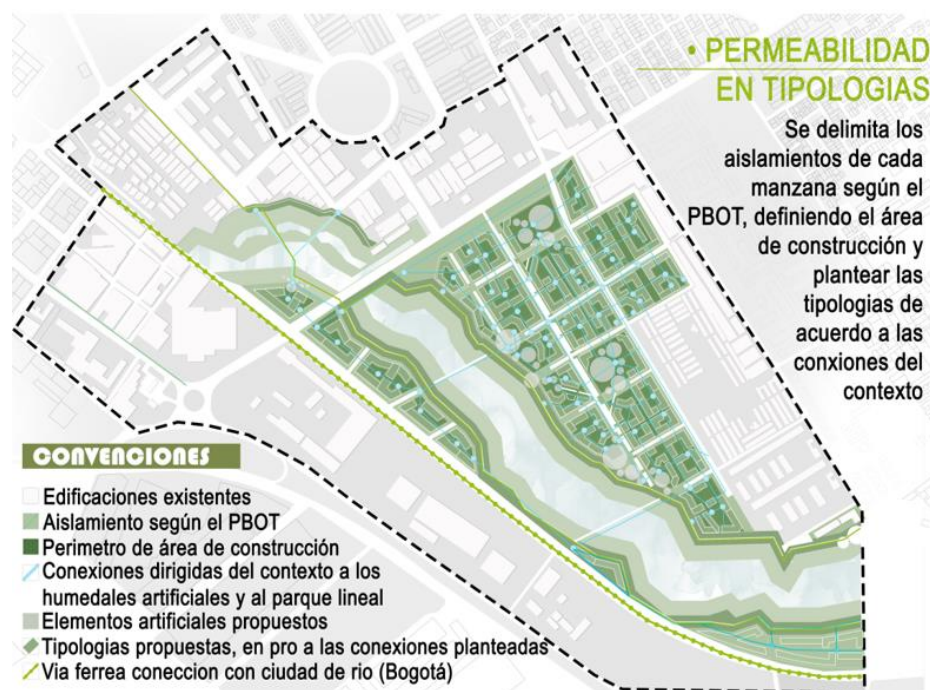 • PERMEABILIDAD
EN TIPOLOGIAS
Se delimita los
aislamientos de cada
manzana según el
PBOT, definiendo el área
de construcción y
plantear las
tipologias de
acuerdo a las
conxiones del
contexto
CONVENCIONES
Edificaciones existentes
Aislamiento según el PBOT
Perimetro de área de construcción
Conexiones dirigidas del contexto a los
humedales artificiales y al parque lineal
Elementos artificiales propuestos
Tipologias propuestas, en pro a las conexiones planteadas
Via ferrea coneccion con ciudad de rio (Bogotá)